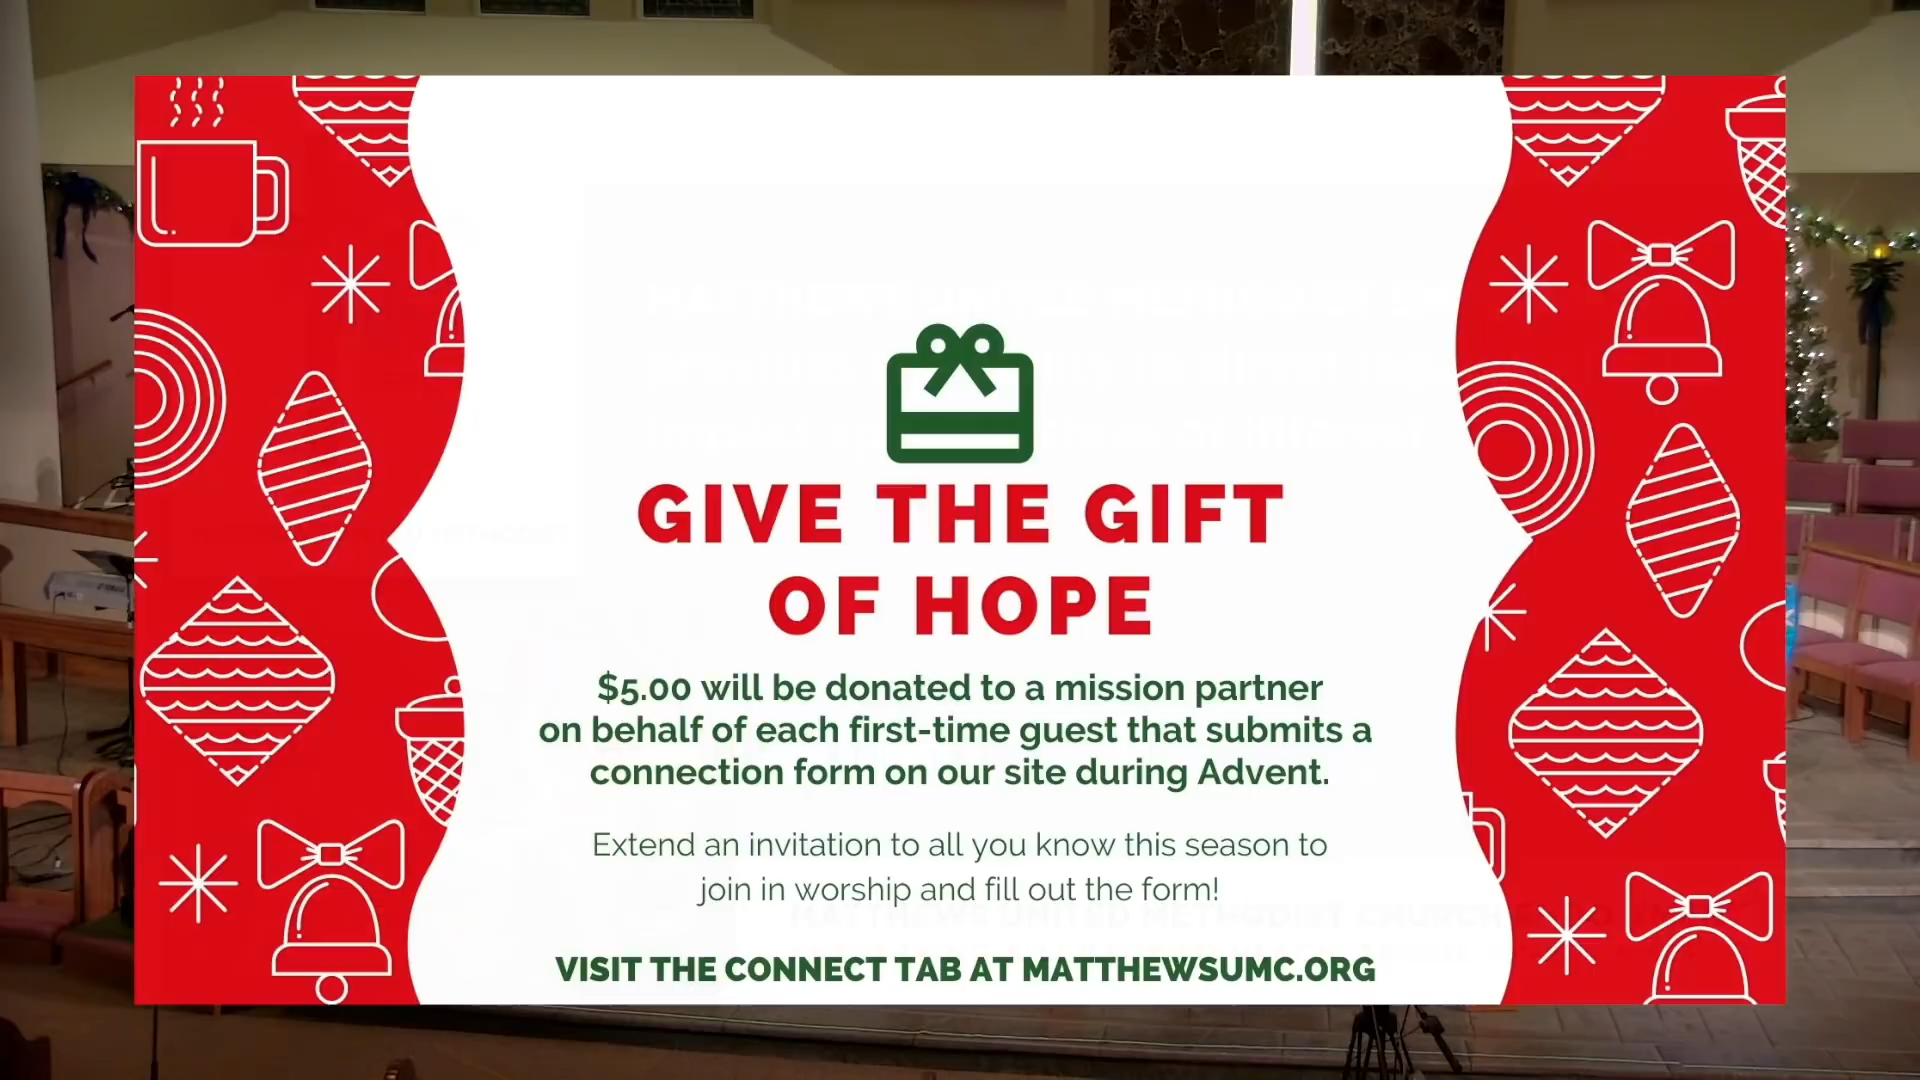 GIVE THE GIFT
OF HOPE
$5.00 will be donated to a mission partner
on behalf of each first-time guest that submits a
connection form on our site during Advent.
Extend an invitation to all you know this season to
join in worship and fill out the form!
VISIT THE CONNECT TAB AT MATTHEWSUMC.ORG